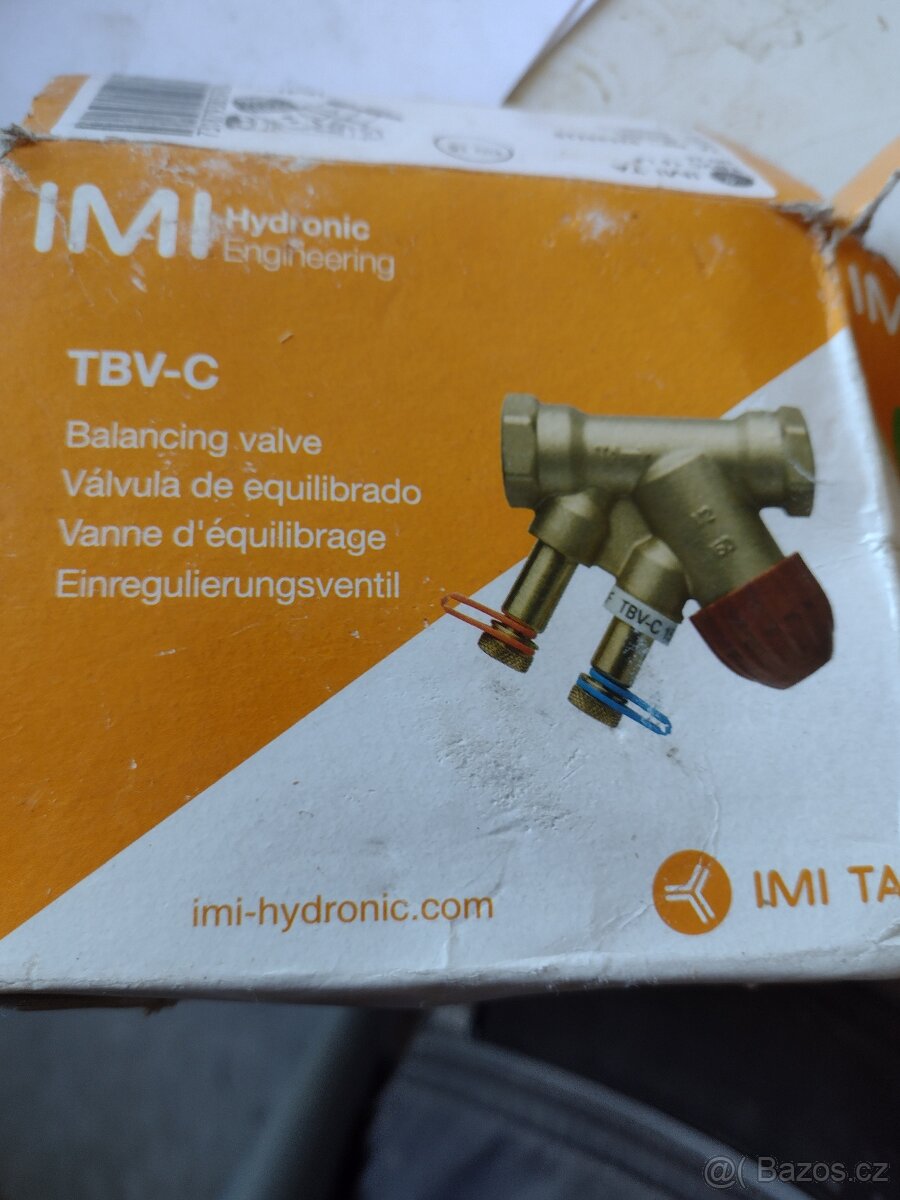 IMI Hydronic
Engineering
IM
TBV-C
Balancing valve
Válvula de equilibrado
Vanne d'équilibrage
Einregulierungsventil
TBV-C
imi-hydronic.com
IMI TA
@( Bazos.cz